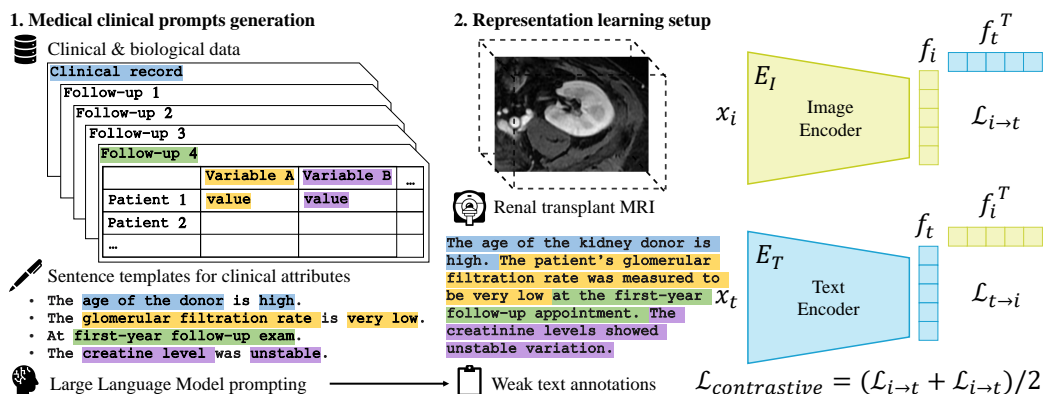 1. Medical clinical prompts generation
Clinical & biological data
Clinical record
Follow-up 1
Follow-up 2
Follow-up 3
Follow-up 4
Variable A Variable B …
Patient 1 value value
Patient 2
…
Sentence templates for clinical attributes
• The age of the donor is high.
• The glomerular filtration rate is very low.
• At first-year follow-up exam.
• The creatine level was unstable.
Large Language Model prompting
2. Representation learning setup
Renal transplant MRI
The age of the kidney donor is
high. The patient's glomerular
filtration rate was measured to
be very low at the first-year
follow-up appointment. The
creatinine levels showed
unstable variation.
Weak text annotations
x_i
E_I
Image
Encoder
f_i
f_t^T
ℒ_{i→t}
x_t
E_T
Text
Encoder
f_t
f_i^T
ℒ_{t→i}
ℒ_{contrastive} = (ℒ_{i→t} + ℒ_{i→t})/2